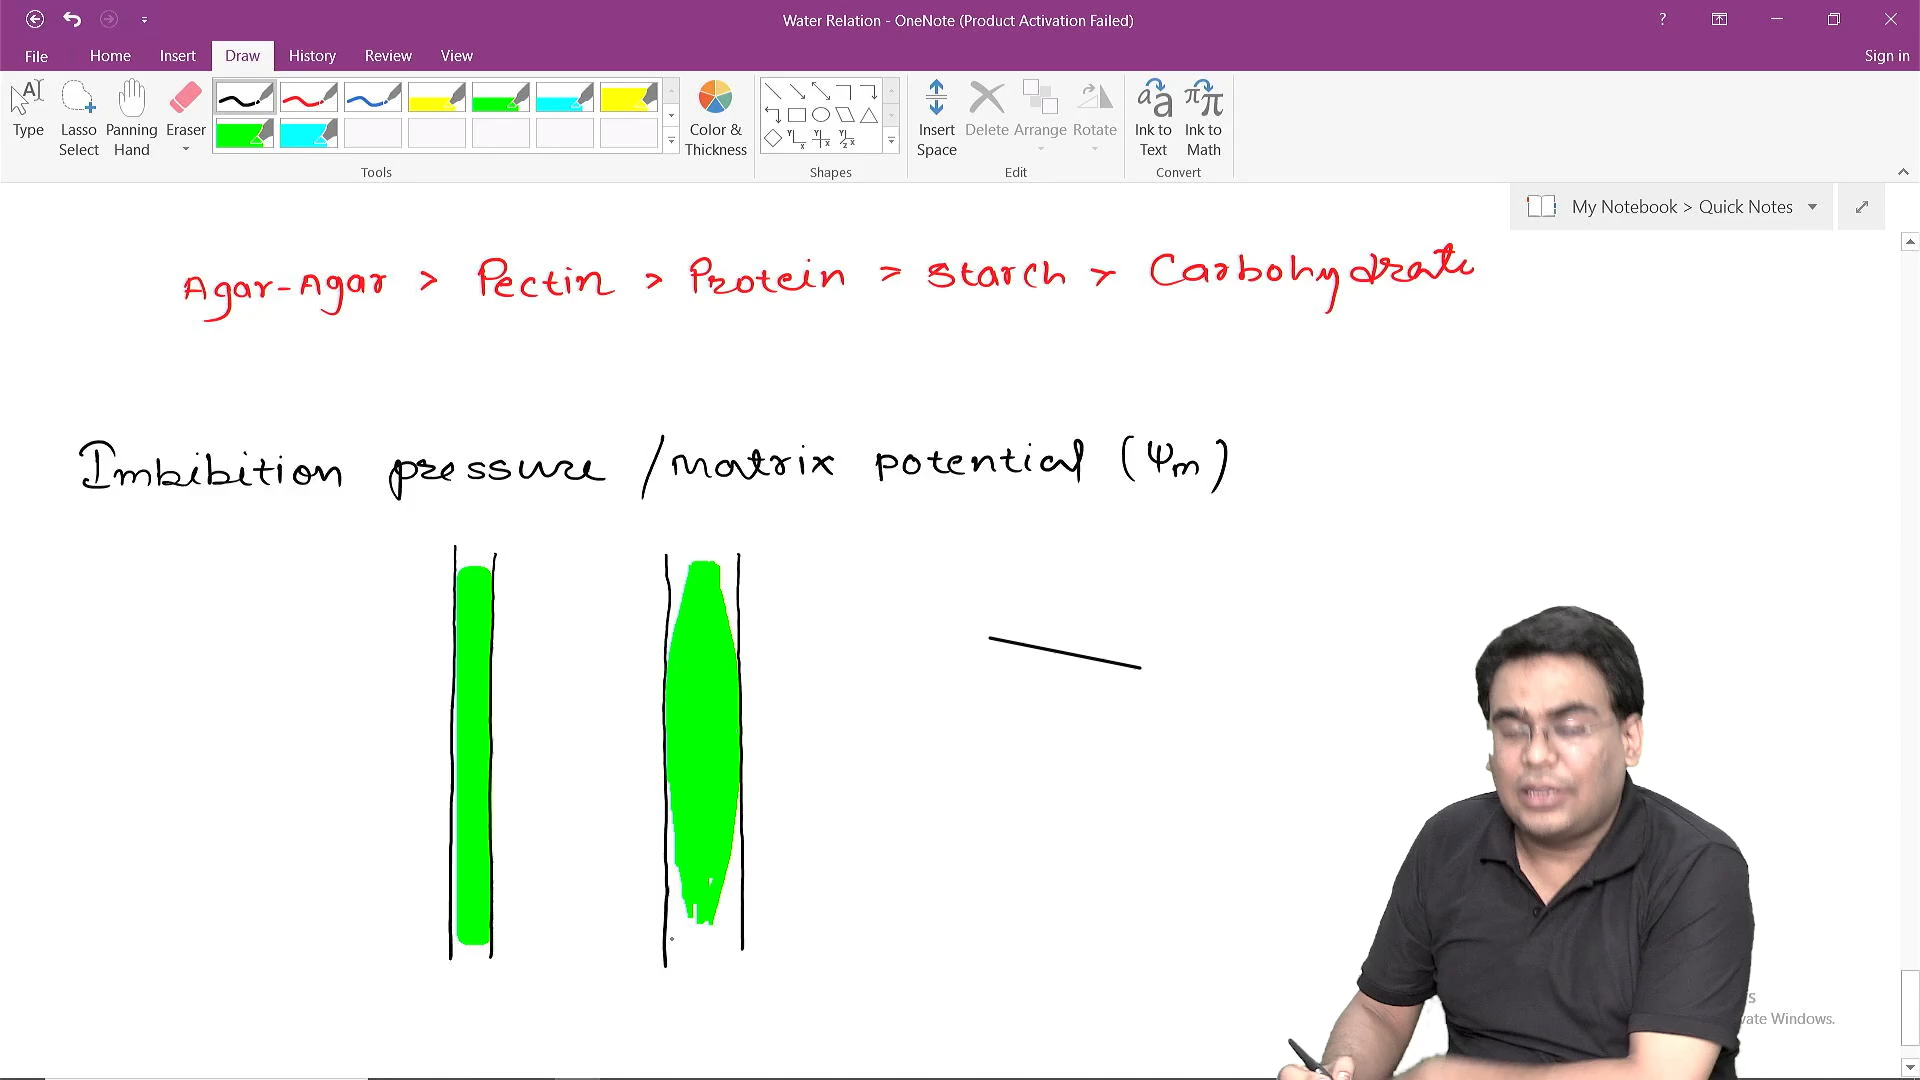 Water Relation - OneNote (Product Activation Failed)
?
File Home Insert Draw History Review View Sign in
Type
Lasso Select
Panning Hand
Eraser
Color & Thickness
Insert Space
Delete
Arrange
Rotate
Ink to Text
Ink to Math
Tools Shapes Edit Convert
My Notebook > Quick Notes
Agar-Agar > Pectin > Protein > Starch > Carbohydrate
Imbibition pressure / matrix potential (Ψm)
vate Windows.